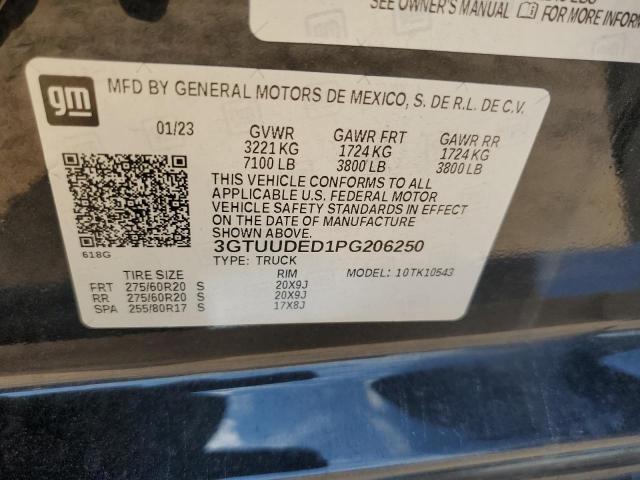 SEE OWNER'S MANUAL FOR MORE INFORM
gm
MFD BY GENERAL MOTORS DE MEXICO, S. DE R.L. DE C.V.
01/23 GVWR GAWR FRT GAWR RR
3221 KG 1724 KG 1724 KG
7100 LB 3800 LB 3800 LB
THIS VEHICLE CONFORMS TO ALL
APPLICABLE U.S. FEDERAL MOTOR
VEHICLE SAFETY STANDARDS IN EFFECT
ON THE DATE OF MANUFACTURE
SHOWN ABOVE.
3GTUUDED1PG206250
618G
TYPE: TRUCK
MODEL: 10TK10543
TIRE SIZE RIM
FRT 275/60R20 S 20X9J
RR 275/60R20 S 20X9J
SPA 255/80R17 S 17X8J